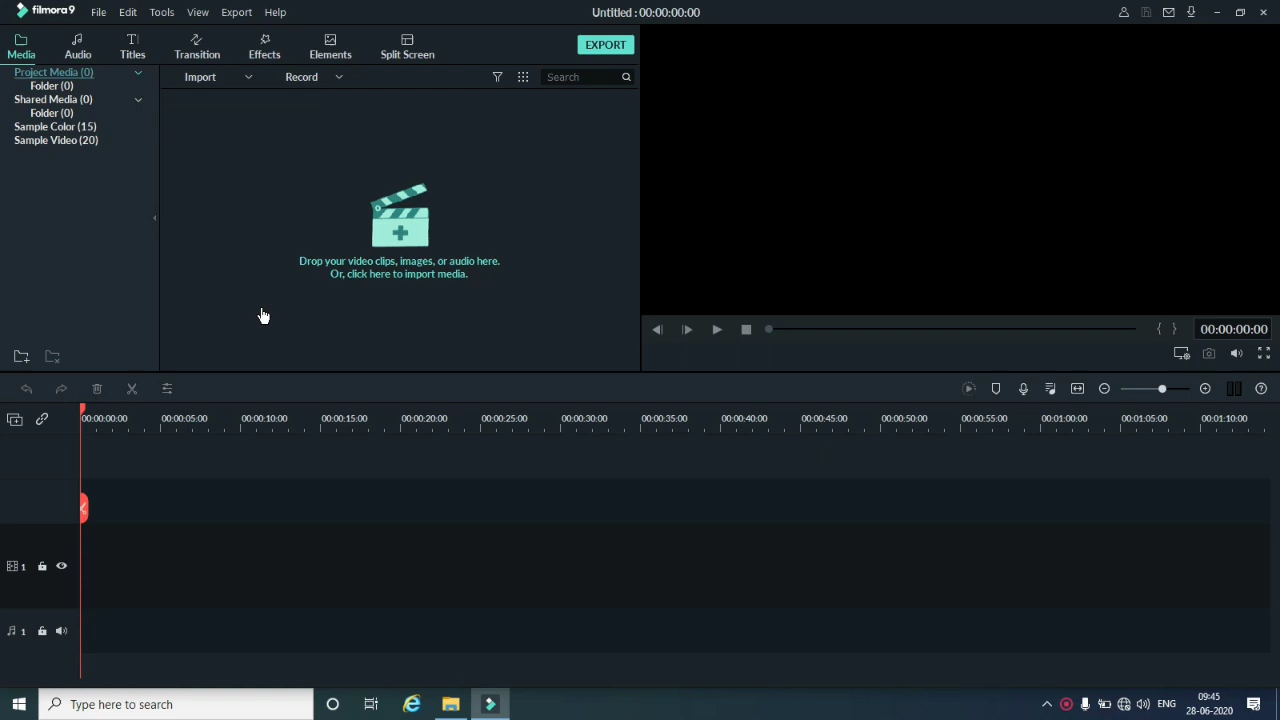 filmora9 File Edit Tools View Export Help Untitled : 00:00:00:00
Media Audio Titles Transition Effects Elements Split Screen EXPORT
Project Media (0)
Folder (0)
Shared Media (0)
Folder (0)
Sample Color (15)
Sample Video (20)
Import Record Search
Drop your video clips, images, or audio here.
Or, click here to import media.
00:00:00:00
00:00:00:00 00:00:05:00 00:00:10:00 00:00:15:00 00:00:20:00 00:00:25:00 00:00:30:00 00:00:35:00 00:00:40:00 00:00:45:00 00:00:50:00 00:00:55:00 00:01:00:00 00:01:05:00 00:01:10:00
1
1
Type here to search
ENG
09:45
28-06-2020